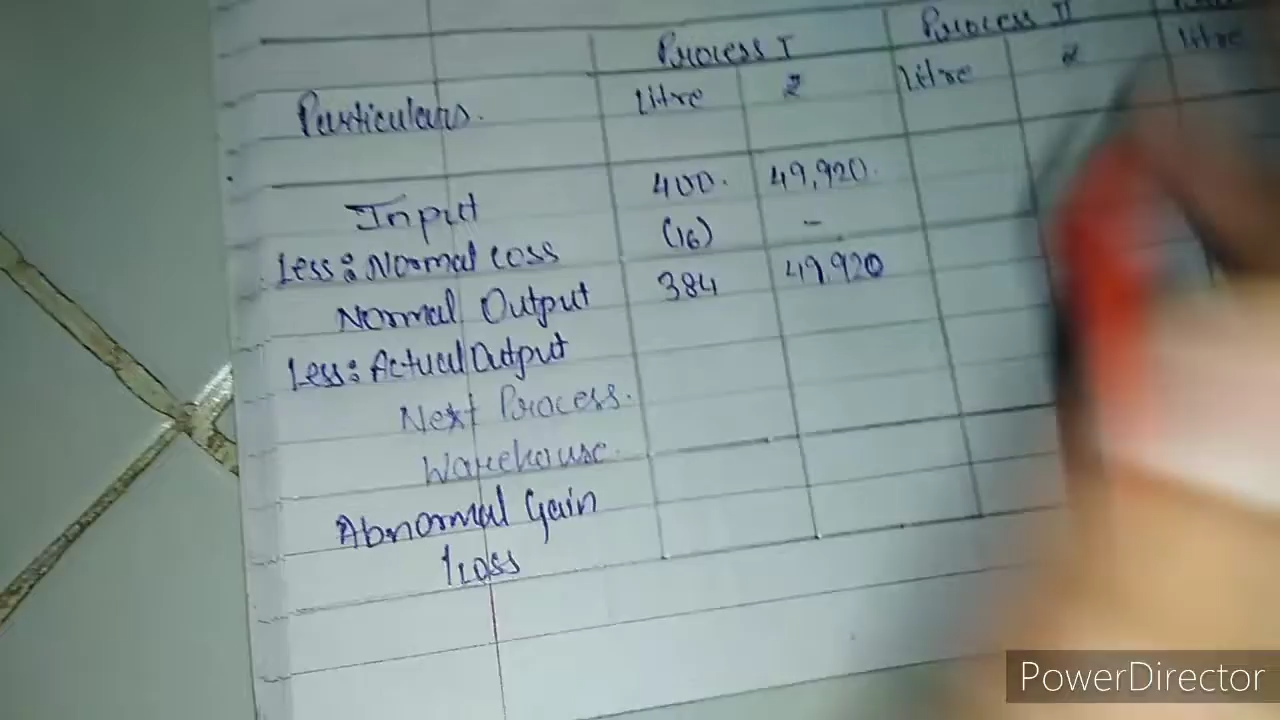 Process I Process II
Particulars. Litre ₹ Litre ₹ Litre
Input 400. 49,920.
Less: Normal Loss (16) -
Normal Output 384 49,920
Less: Actual Output
Next Process.
Warehouse.
Abnormal Gain
/Loss
PowerDirector